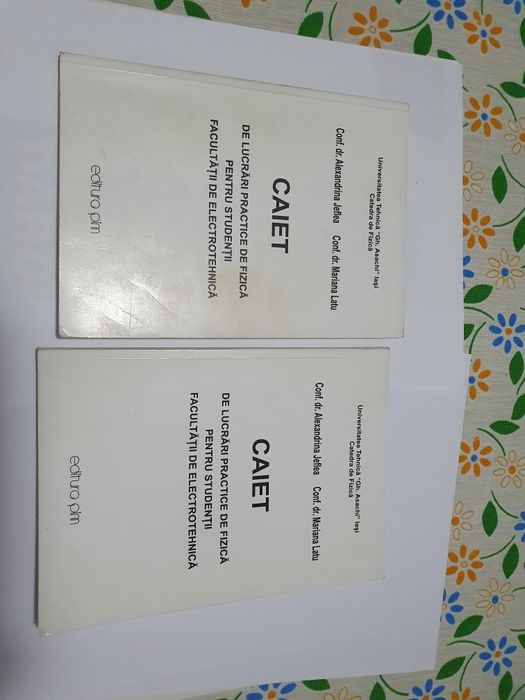 Universitatea Tehnică "Gh. Asachi" Iaşi
Catedra de Fizică
Conf. dr. Alexandrina Jeflea Conf. dr. Mariana Latu
CAIET
DE LUCRĂRI PRACTICE DE FIZICĂ
PENTRU STUDENŢII
FACULTĂŢII DE ELECTROTEHNICĂ
editura pim
Universitatea Tehnică "Gh. Asachi" Iaşi
Catedra de Fizică
Conf. dr. Alexandrina Jeflea Conf. dr. Mariana Latu
CAIET
DE LUCRĂRI PRACTICE DE FIZICĂ
PENTRU STUDENŢII
FACULTĂŢII DE ELECTROTEHNICĂ
editura pim